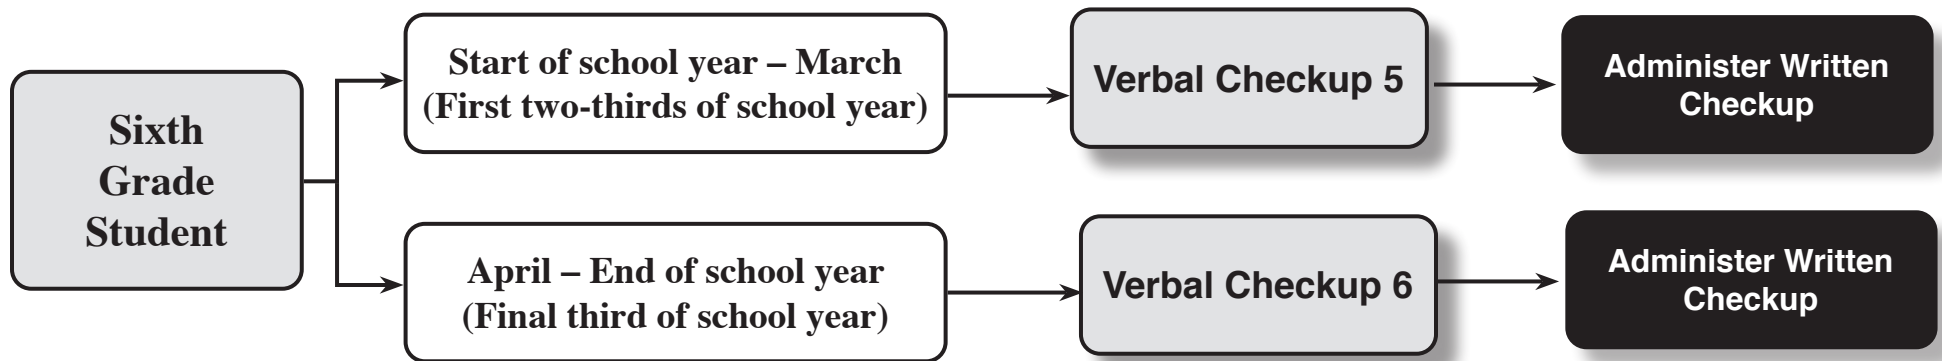 Sixth
Grade
Student
Start of school year – March
(First two-thirds of school year)
Verbal Checkup 5
Administer Written
Checkup
April – End of school year
(Final third of school year)
Verbal Checkup 6
Administer Written
Checkup